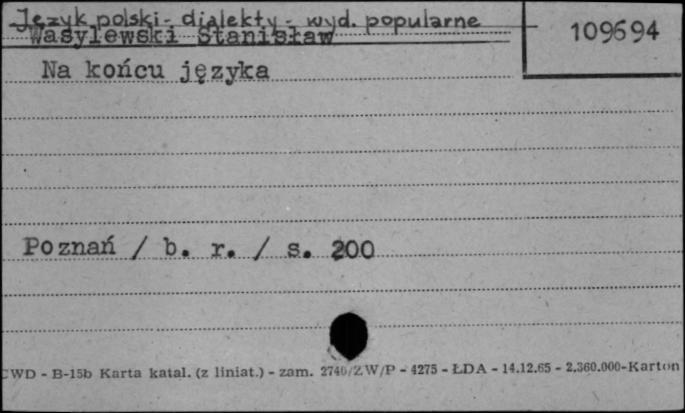 Język polski - dialekty - wyd. popularne
Wasylewski Stanisław
109694
Na końcu języka
Poznań / b. r. / s. 200
CWD - B-15b Karta katal. (z liniat.) - zam. 2740/ZW/P - 4275 - ŁDA - 14.12.65 - 2.360.000-Karton